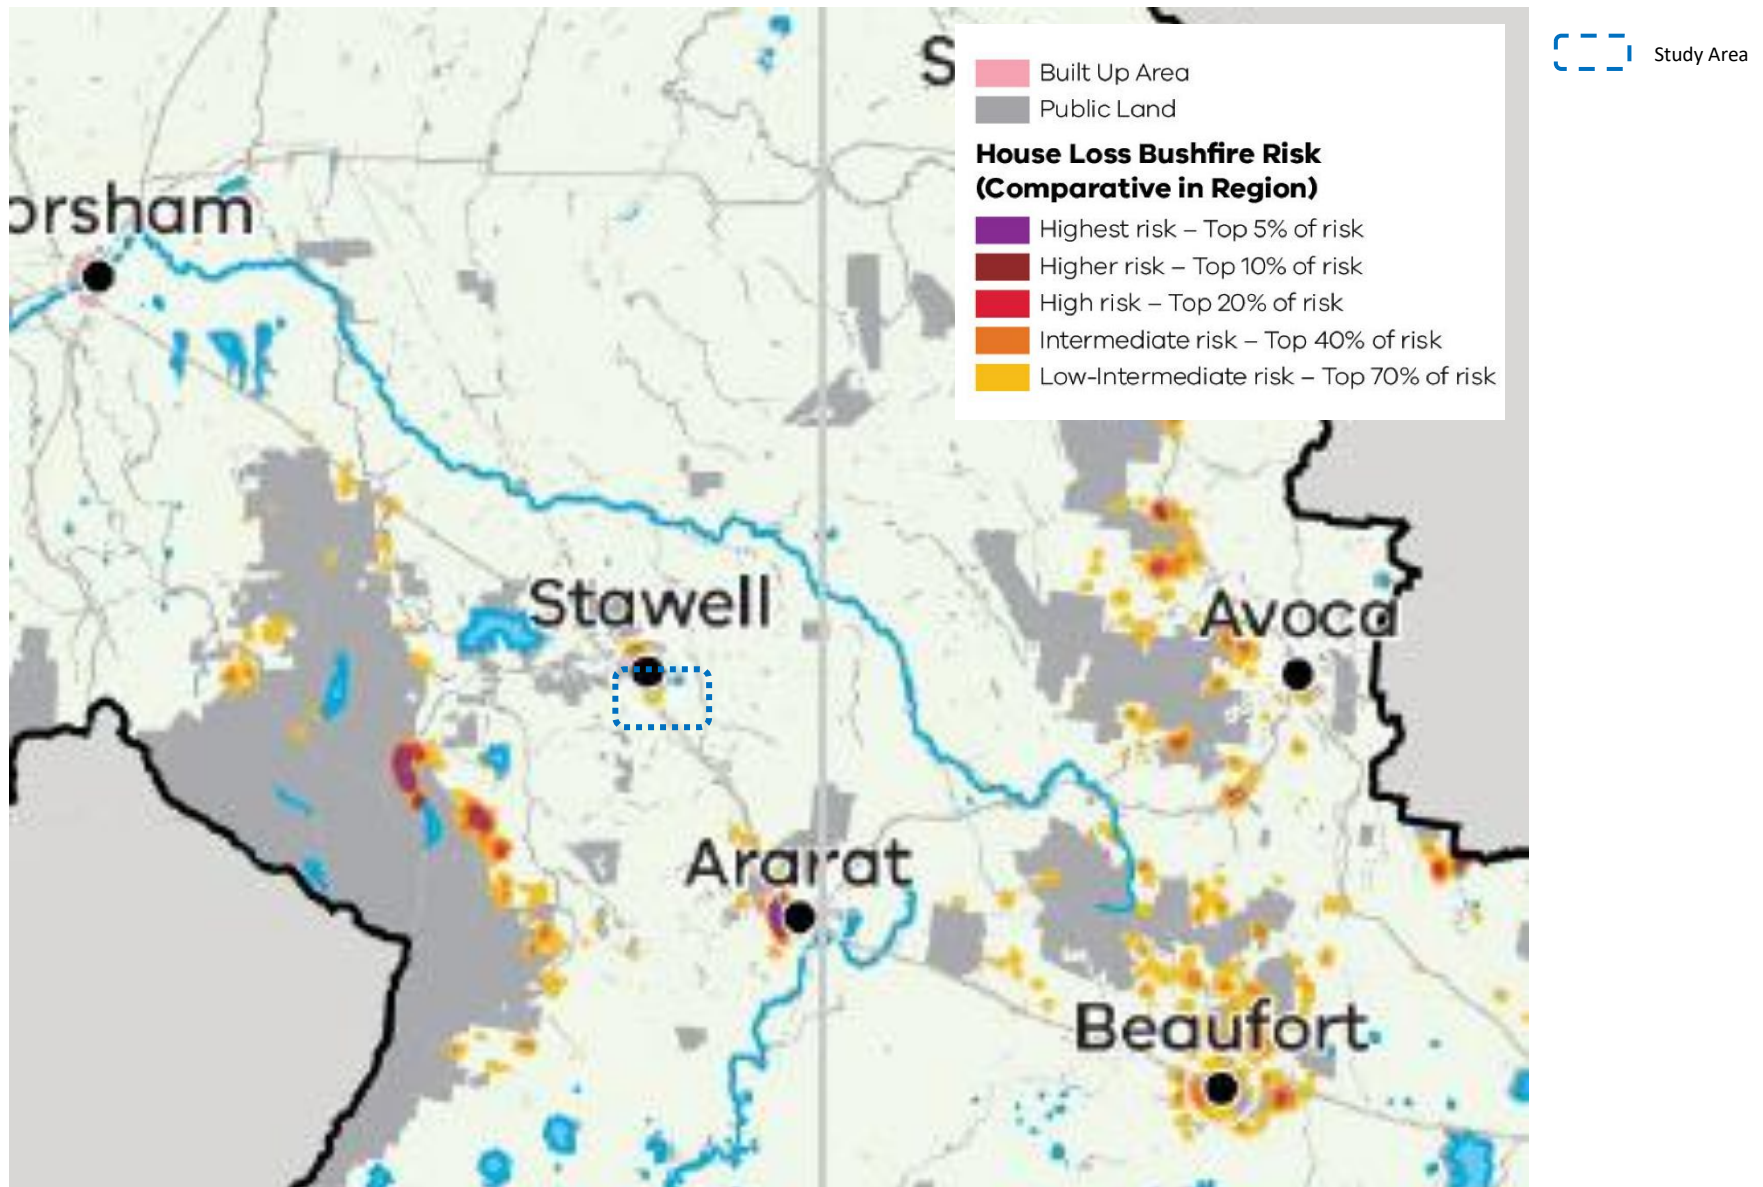 S
Built Up Area
Public Land
House Loss Bushfire Risk
(Comparative in Region)
Highest risk – Top 5% of risk
Higher risk – Top 10% of risk
High risk – Top 20% of risk
Intermediate risk – Top 40% of risk
Low-Intermediate risk – Top 70% of risk
Study Area
orsham
Stawell
Avoca
Ararat
Beaufort